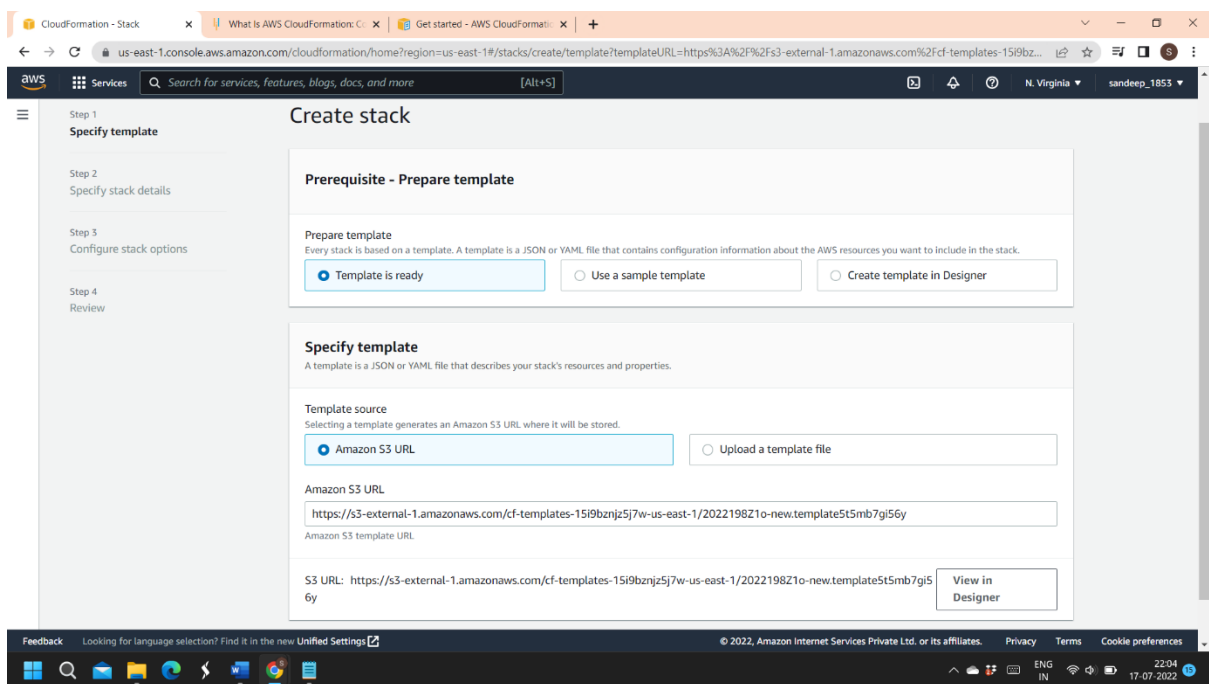 CloudFormation - Stack
What Is AWS CloudFormation: Co
Get started - AWS CloudFormatio
us-east-1.console.aws.amazon.com/cloudformation/home?region=us-east-1#/stacks/create/template?templateURL=https%3A%2F%2Fs3-external-1.amazonaws.com%2Fcf-templates-15i9bz...
S
aws
Services
Search for services, features, blogs, docs, and more
[Alt+S]
N. Virginia
sandeep_1853
Step 1
Specify template
Step 2
Specify stack details
Step 3
Configure stack options
Step 4
Review
Create stack
Prerequisite - Prepare template
Prepare template
Every stack is based on a template. A template is a JSON or YAML file that contains configuration information about the AWS resources you want to include in the stack.
Template is ready
Use a sample template
Create template in Designer
Specify template
A template is a JSON or YAML file that describes your stack's resources and properties.
Template source
Selecting a template generates an Amazon S3 URL where it will be stored.
Amazon S3 URL
Upload a template file
Amazon S3 URL
https://s3-external-1.amazonaws.com/cf-templates-15i9bznjz5j7w-us-east-1/2022198Z1o-new.template5t5mb7gi56y
Amazon S3 template URL
S3 URL: https://s3-external-1.amazonaws.com/cf-templates-15i9bznjz5j7w-us-east-1/2022198Z1o-new.template5t5mb7gi5
6y
View in
Designer
Feedback
Looking for language selection? Find it in the new Unified Settings
© 2022, Amazon Internet Services Private Ltd. or its affiliates.
Privacy
Terms
Cookie preferences
ENG
IN
22:04
17-07-2022
15